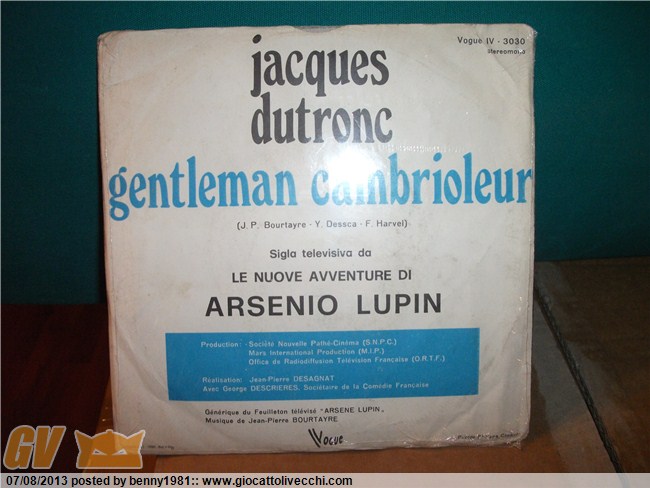 Vogue IV - 3030
stereomono
jacques
dutronc
gentleman cambrioleur
(J. P. Bourtayre - Y. Dessca - F. Harvel)
Sigla televisiva da
LE NUOVE AVVENTURE DI
ARSENIO LUPIN
Production: - Société Nouvelle Pathé-Cinéma (S.N.P.C.)
Mars International Production (M.I.P.)
Office de Radiodiffusion Télévision Française (O.R.T.F.)
Réalisation: Jean-Pierre DESAGNAT
Avec George DESCRIERES, Sociétaire de la Comédie Française
Générique du Feuilleton télévisé "ARSENE LUPIN"
Musique de Jean-Pierre BOURTAYRE
Vogue
GV
07/08/2013 posted by benny1981:: www.giocattolivecchi.com